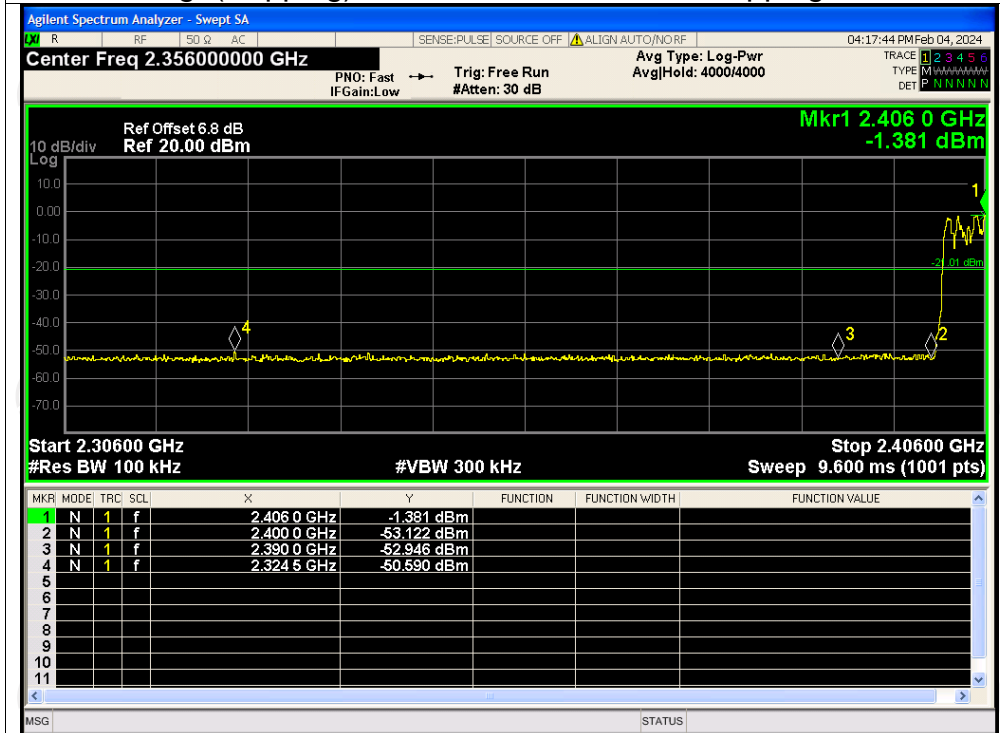 Agilent Spectrum Analyzer - Swept SA
LXI R RF 50 Ω AC SENSE:PULSE SOURCE OFF ALIGN AUTO/NO RF 04:17:44 PM Feb 04, 2024
Center Freq 2.356000000 GHz
PNO: Fast
IFGain:Low
Trig: Free Run
#Atten: 30 dB
Avg Type: Log-Pwr
Avg|Hold: 4000/4000
TRACE 1 2 3 4 5 6
TYPE M
DET P N N N N N
Mkr1 2.406 0 GHz
-1.381 dBm
Ref Offset 6.8 dB
10 dB/div Ref 20.00 dBm
Log
10.0
0.00
-10.0
-20.0
-30.0
-40.0
-50.0
-60.0
-70.0
1
4
3
2
Start 2.30600 GHz Stop 2.40600 GHz
#Res BW 100 kHz #VBW 300 kHz Sweep 9.600 ms (1001 pts)
MKR MODE TRC SCL X Y FUNCTION FUNCTION WIDTH FUNCTION VALUE
1 N 1 f 2.406 0 GHz -1.381 dBm
2 N 1 f 2.400 0 GHz -53.122 dBm
3 N 1 f 2.390 0 GHz -52.946 dBm
4 N 1 f 2.324 5 GHz -50.590 dBm
5
6
7
8
9
10
11
MSG STATUS